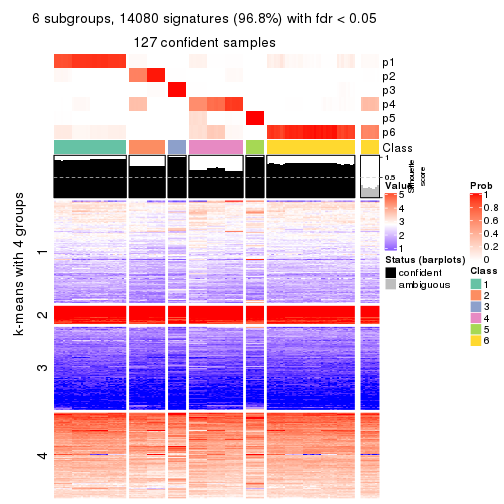 6 subgroups, 14080 signatures (96.8%) with fdr < 0.05
127 confident samples
p1
p2
p3
p4
p5
p6
Class
1
0.5
0
Silhouette
score
k-means with 4 groups
1
2
3
4
Value
5
4
3
2
1
Status (barplots)
confident
ambiguous
Prob
1
0.8
0.6
0.4
0.2
0
Class
1
2
3
4
5
6